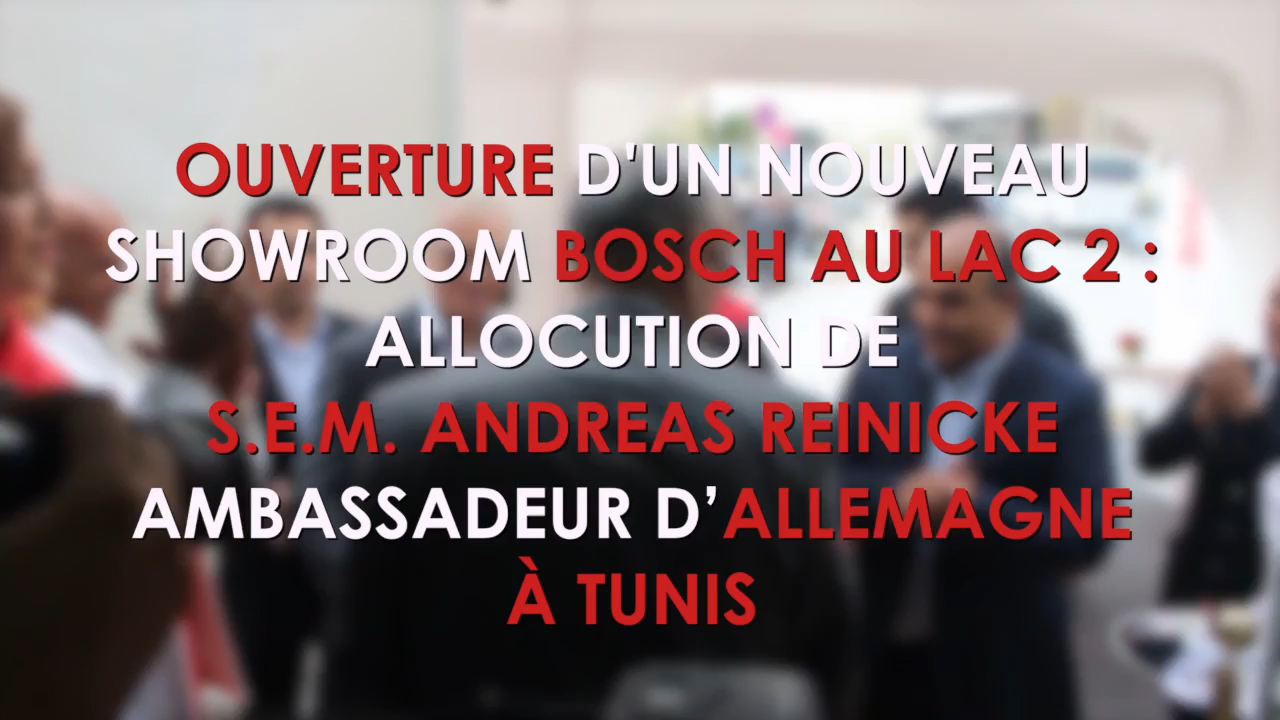 OUVERTURE D'UN NOUVEAU
SHOWROOM BOSCH AU LAC 2 :
ALLOCUTION DE
S.E.M. ANDREAS REINICKE
AMBASSADEUR D’ALLEMAGNE
À TUNIS